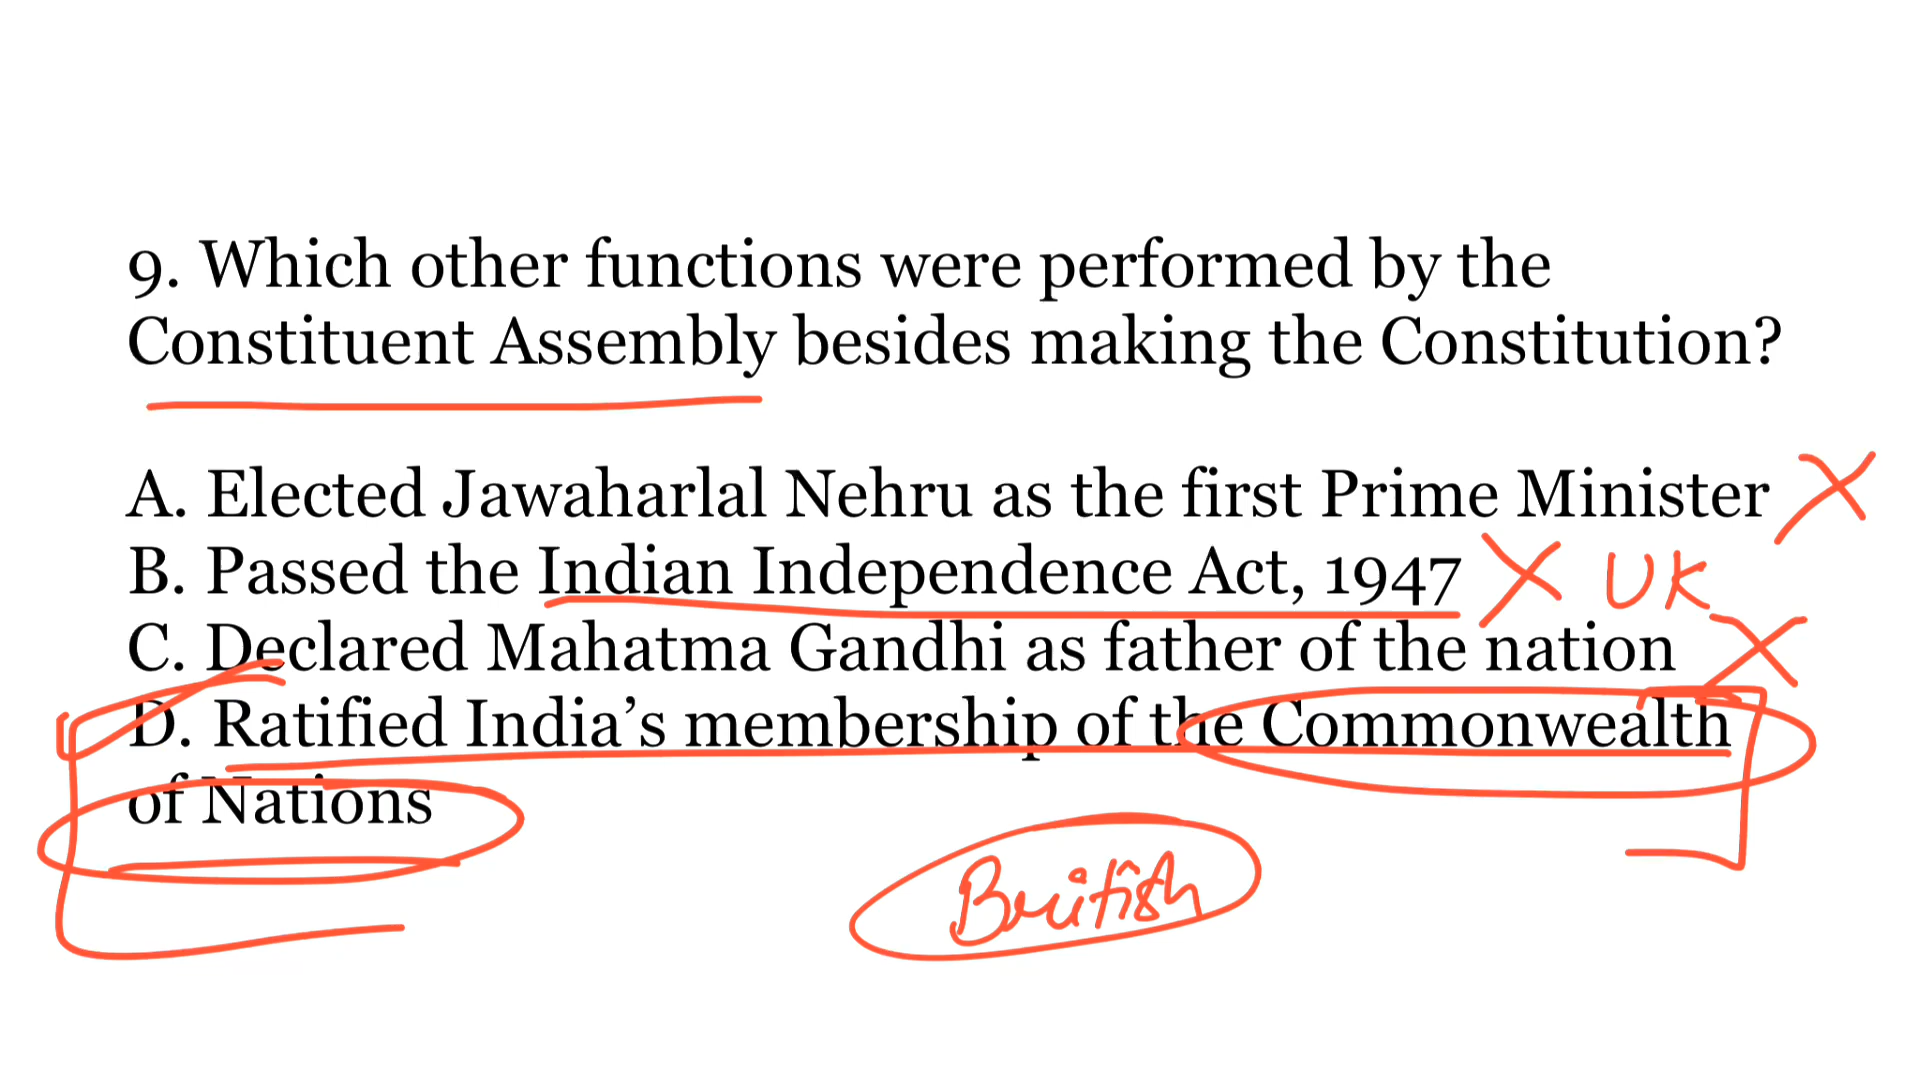 9. Which other functions were performed by the
Constituent Assembly besides making the Constitution?
A. Elected Jawaharlal Nehru as the first Prime Minister
B. Passed the Indian Independence Act, 1947 UK
C. Declared Mahatma Gandhi as father of the nation
D. Ratified India’s membership of the Commonwealth
of Nations
British